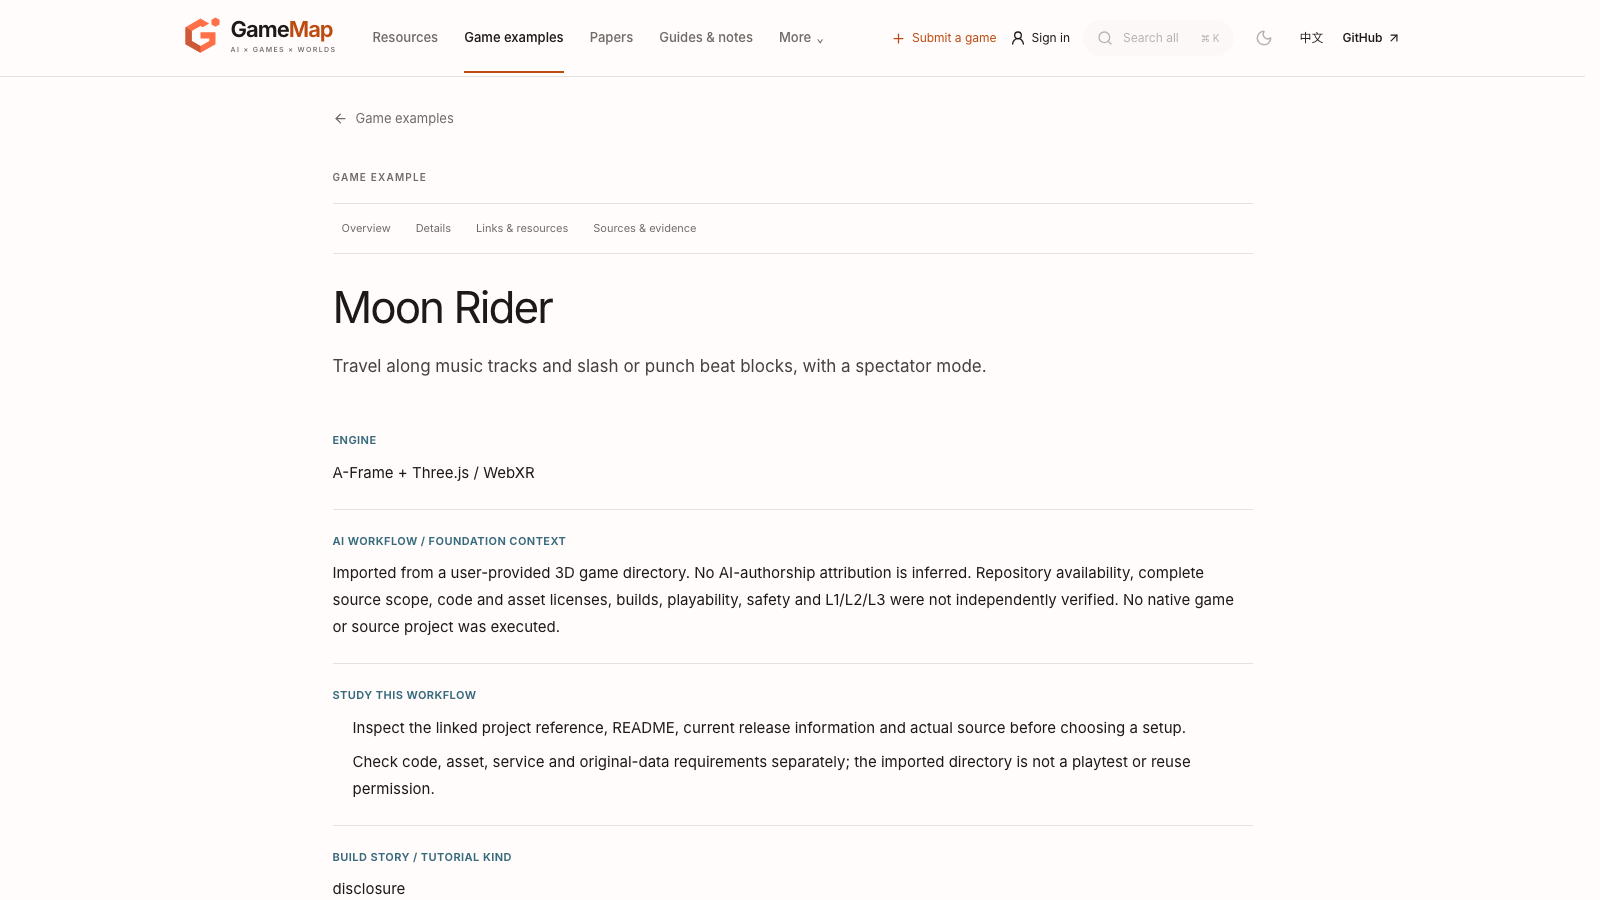 GameMap
AI × GAMES × WORLDS
Resources
Game examples
Papers
Guides & notes
More
Submit a game
Sign in
Search all
⌘ K
中文
GitHub
Game examples
GAME EXAMPLE
Overview
Details
Links & resources
Sources & evidence
Moon Rider
Travel along music tracks and slash or punch beat blocks, with a spectator mode.
ENGINE
A-Frame + Three.js / WebXR
AI WORKFLOW / FOUNDATION CONTEXT
Imported from a user-provided 3D game directory. No AI-authorship attribution is inferred. Repository availability, complete
source scope, code and asset licenses, builds, playability, safety and L1/L2/L3 were not independently verified. No native game
or source project was executed.
STUDY THIS WORKFLOW
Inspect the linked project reference, README, current release information and actual source before choosing a setup.
Check code, asset, service and original-data requirements separately; the imported directory is not a playtest or reuse
permission.
BUILD STORY / TUTORIAL KIND
disclosure